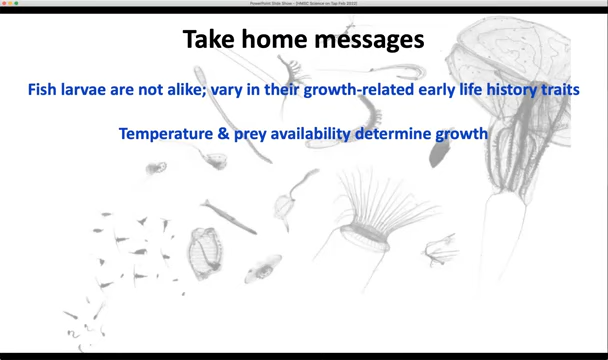 PowerPoint Slide Show - [HMSC Science on Tap Feb 2022]
Take home messages
Fish larvae are not alike; vary in their growth-related early life history traits
Temperature & prey availability determine growth